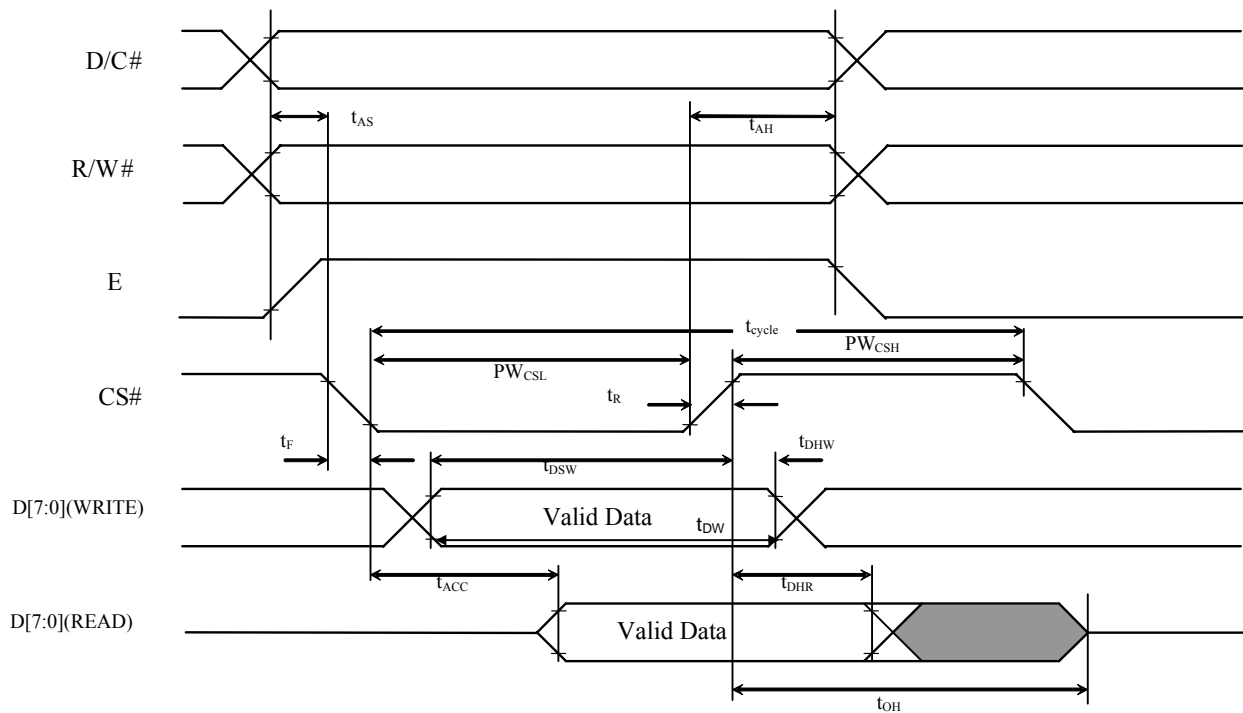 D/C#
tAS
tAH
R/W#
E
tcycle
PWCSH
PWCSL
CS#
tR
tF
tDSW
tDHW
D[7:0](WRITE)
Valid Data
tDW
tACC
tDHR
D[7:0](READ)
Valid Data
tOH